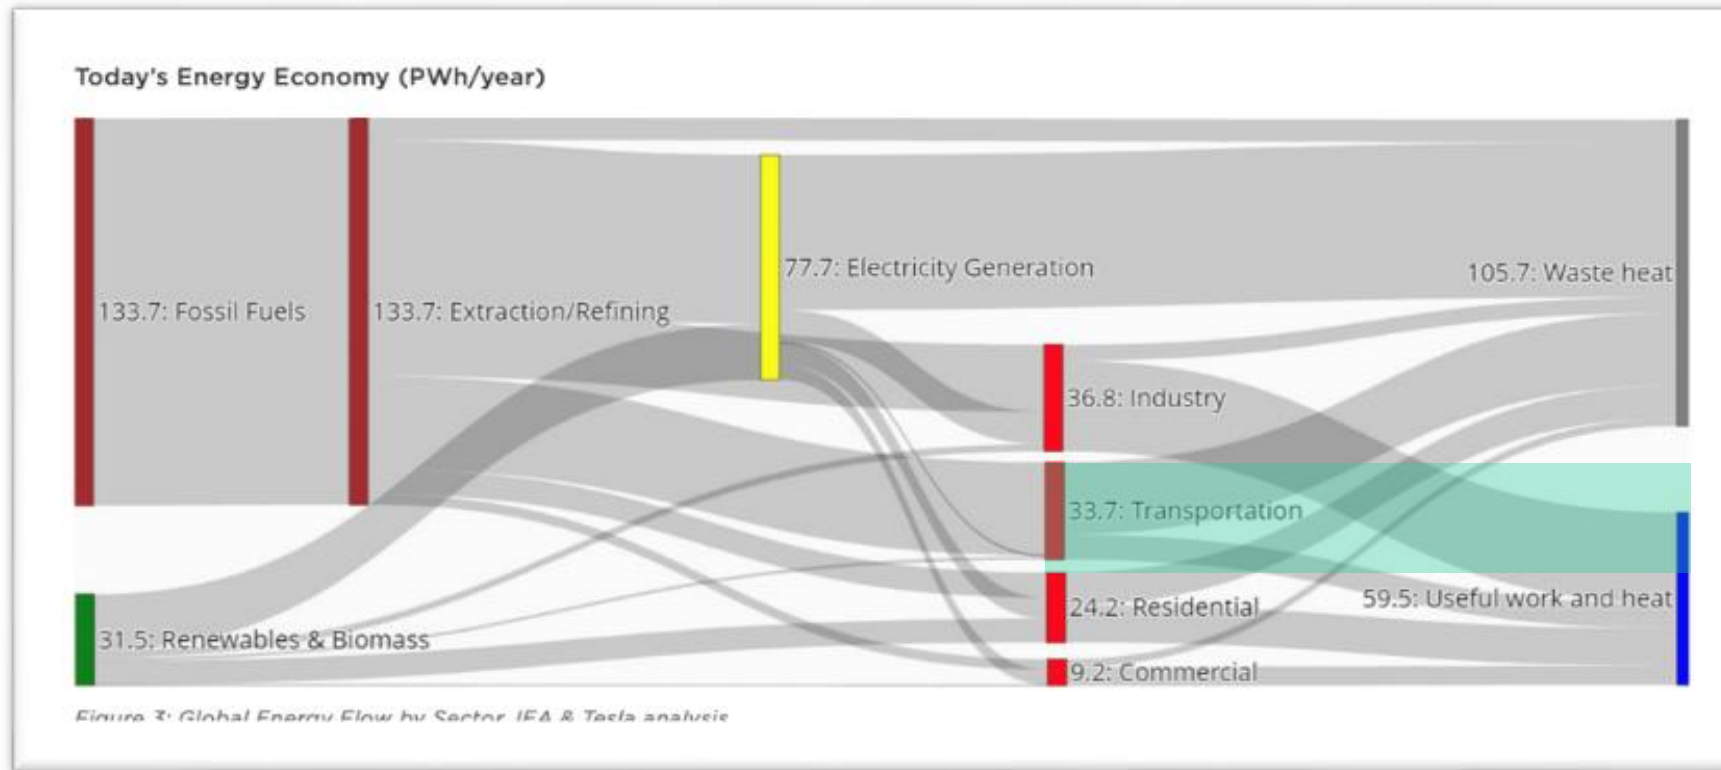 Today's Energy Economy (PWh/year)
77.7: Electricity Generation
105.7: Waste heat
133.7: Fossil Fuels
133.7: Extraction/Refining
36.8: Industry
33.7: Transportation
24.2: Residential
59.5: Useful work and heat
31.5: Renewables & Biomass
9.2: Commercial
Figure 3: Global Energy Flow by Sector, IEA & Tesla analysis